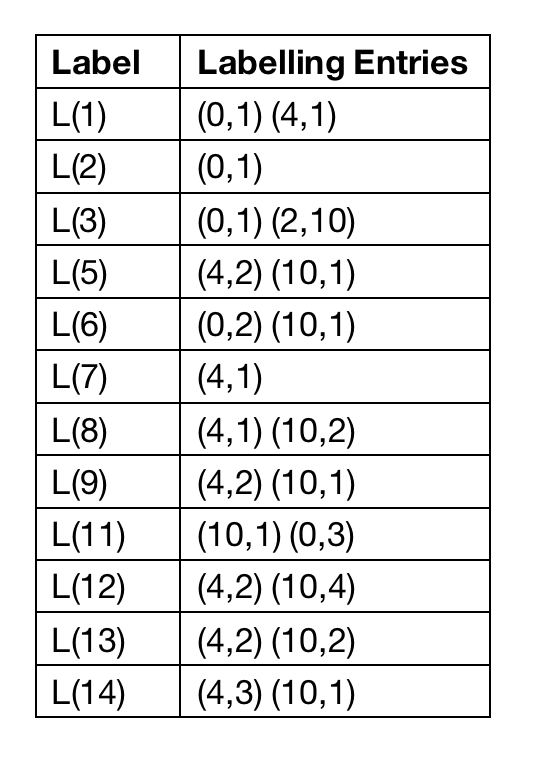 Label Labelling Entries
L(1) (0,1) (4,1)
L(2) (0,1)
L(3) (0,1) (2,10)
L(5) (4,2) (10,1)
L(6) (0,2) (10,1)
L(7) (4,1)
L(8) (4,1) (10,2)
L(9) (4,2) (10,1)
L(11) (10,1) (0,3)
L(12) (4,2) (10,4)
L(13) (4,2) (10,2)
L(14) (4,3) (10,1)